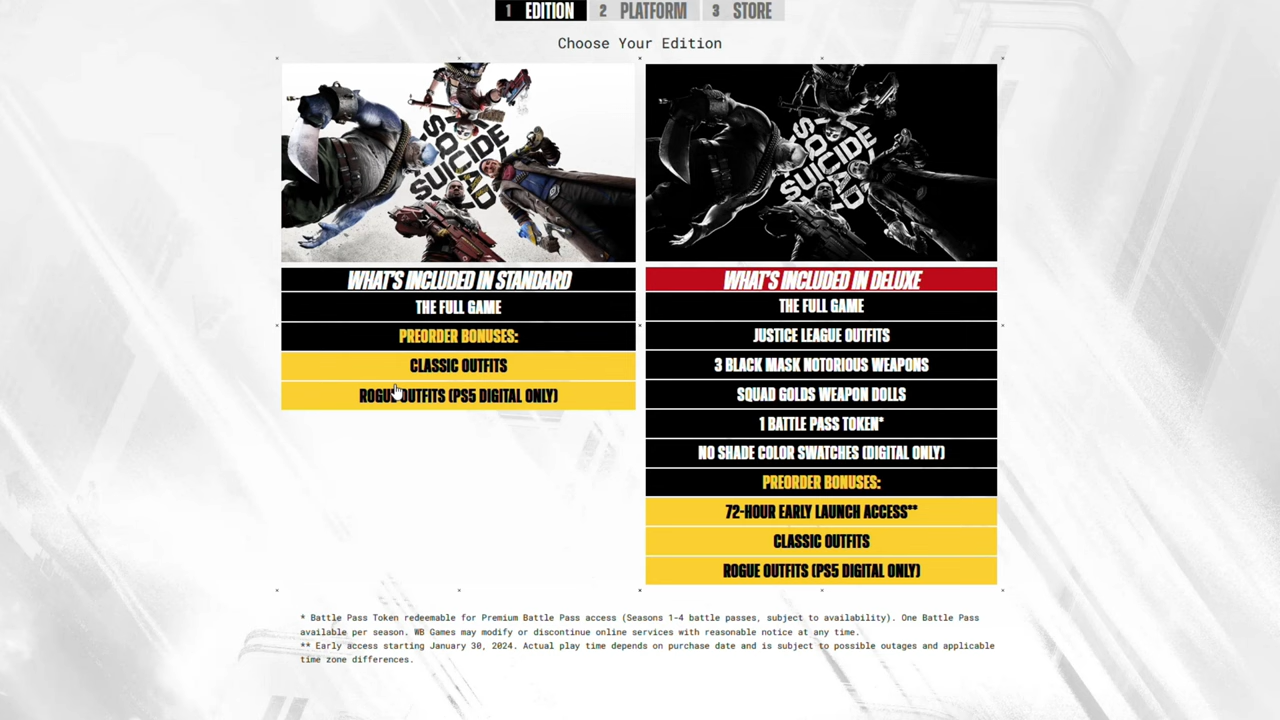 1 EDITION 2 PLATFORM 3 STORE
Choose Your Edition
SUICIDE
SUICIDE
WHAT'S INCLUDED IN STANDARD
THE FULL GAME
PREORDER BONUSES:
CLASSIC OUTFITS
ROGUE OUTFITS (PS5 DIGITAL ONLY)
WHAT'S INCLUDED IN DELUXE
THE FULL GAME
JUSTICE LEAGUE OUTFITS
3 BLACK MASK NOTORIOUS WEAPONS
SQUAD GOLDS WEAPON DOLLS
1 BATTLE PASS TOKEN*
NO SHADE COLOR SWATCHES (DIGITAL ONLY)
PREORDER BONUSES:
72-HOUR EARLY LAUNCH ACCESS**
CLASSIC OUTFITS
ROGUE OUTFITS (PS5 DIGITAL ONLY)
* Battle Pass Token redeemable for Premium Battle Pass access (Seasons 1-4 battle passes, subject to availability). One Battle Pass
available per season. WB Games may modify or discontinue online services with reasonable notice at any time.
** Early access starting January 30, 2024. Actual play time depends on purchase date and is subject to possible outages and applicable
time zone differences.